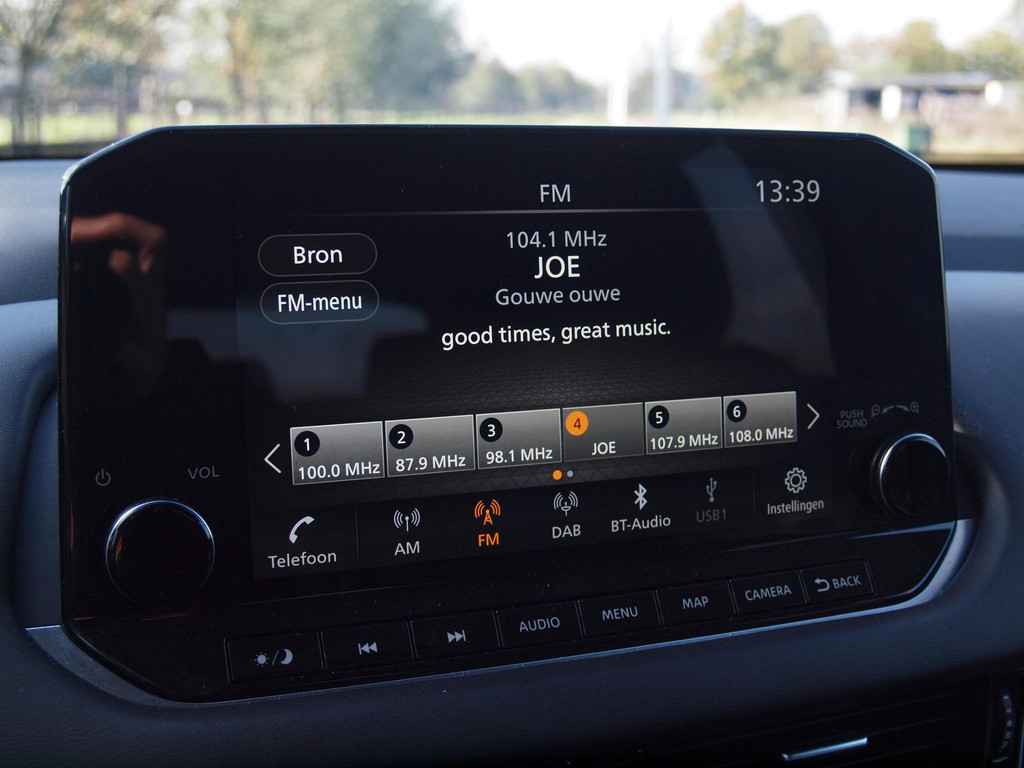 FM
13:39
Bron
FM-menu
104.1 MHz
JOE
Gouwe ouwe
good times, great music.
1 100.0 MHz
2 87.9 MHz
3 98.1 MHz
4 JOE
5 107.9 MHz
6 108.0 MHz
PUSH
SOUND
VOL
Telefoon
AM
FM
DAB
BT-Audio
USB1
Instellingen
AUDIO
MENU
MAP
CAMERA
BACK